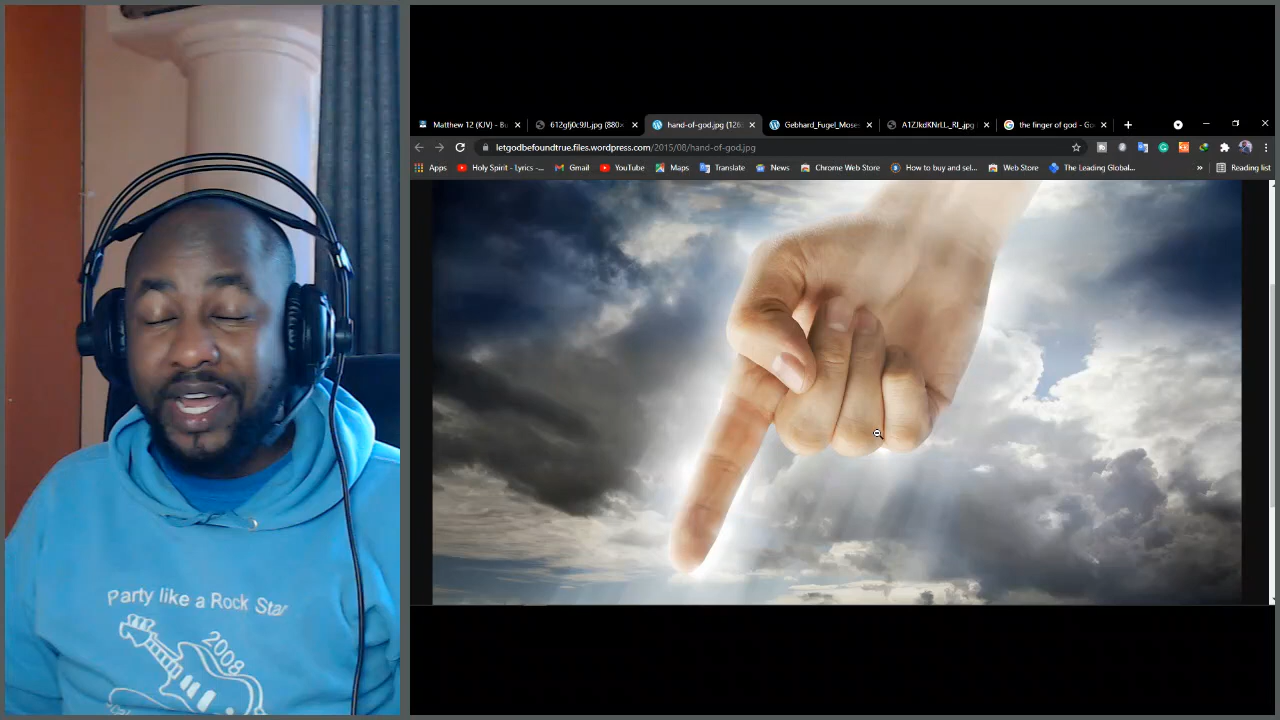 Matthew 12 (KJV) - Bu
612gfj0c9JL.jpg (880×
hand-of-god.jpg (126
Gebhard_Fugel_Mose
A1ZJkdKNrLL._RI_.jpg
the finger of god - Go
letgodbefoundtrue.files.wordpress.com/2015/08/hand-of-god.jpg
Apps Holy Spirit - Lyrics -... Gmail YouTube Maps Translate News Chrome Web Store How to buy and sel... Web Store The Leading Global... » Reading list
Party like a Rock Star
2008